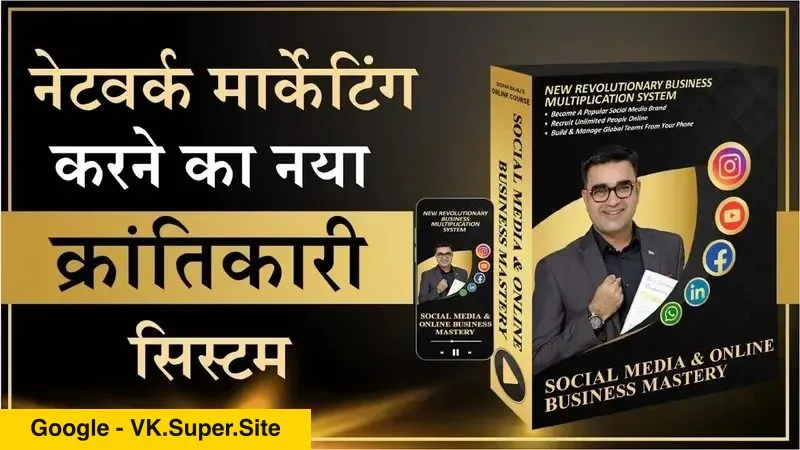 नेटवर्क मार्केटिंग
करने का नया
क्रांतिकारी
सिस्टम
Google - VK.Super.Site
NEW REVOLUTIONARY
BUSINESS
MULTIPLICATION
SYSTEM
SOCIAL MEDIA &
ONLINE BUSINESS
MASTERY
DEEPAK BAJAJ'S
ONLINE COURSE
SOCIAL MEDIA & ONLINE
BUSINESS MASTERY
NEW REVOLUTIONARY BUSINESS
MULTIPLICATION SYSTEM
• Become A Popular Social Media Brand
• Recruit Unlimited People Online
• Build & Manage Global Teams From Your Phone
SOCIAL MEDIA & ONLINE
BUSINESS MASTERY